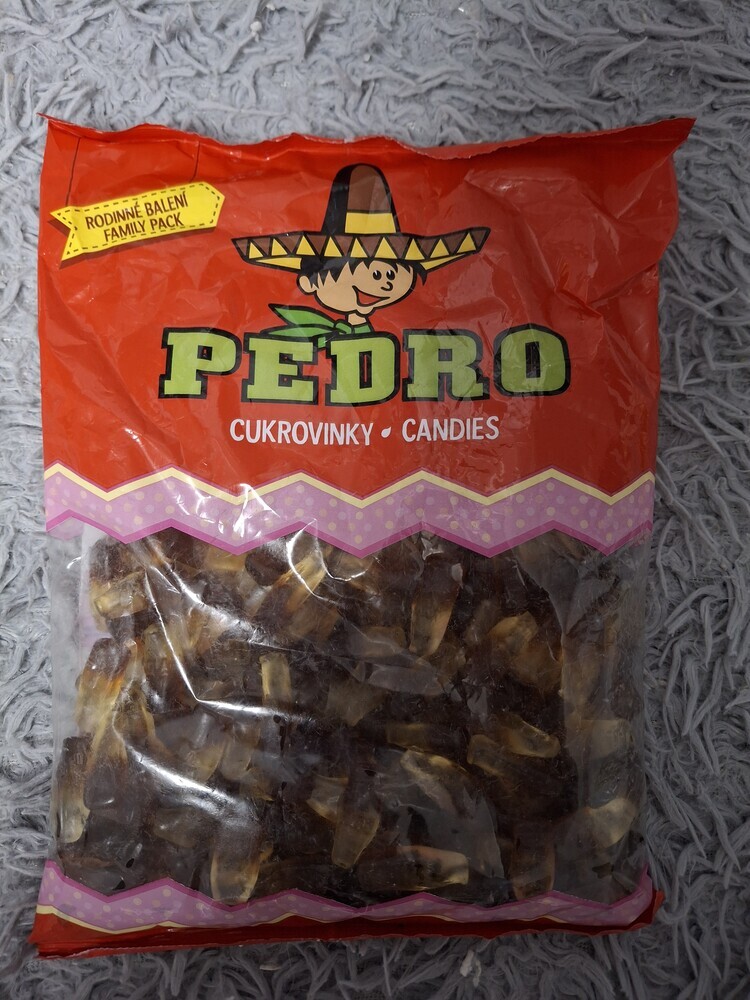 RODINNÉ BALENÍ
FAMILY PACK
PEDRO
CUKROVINKY • CANDIES